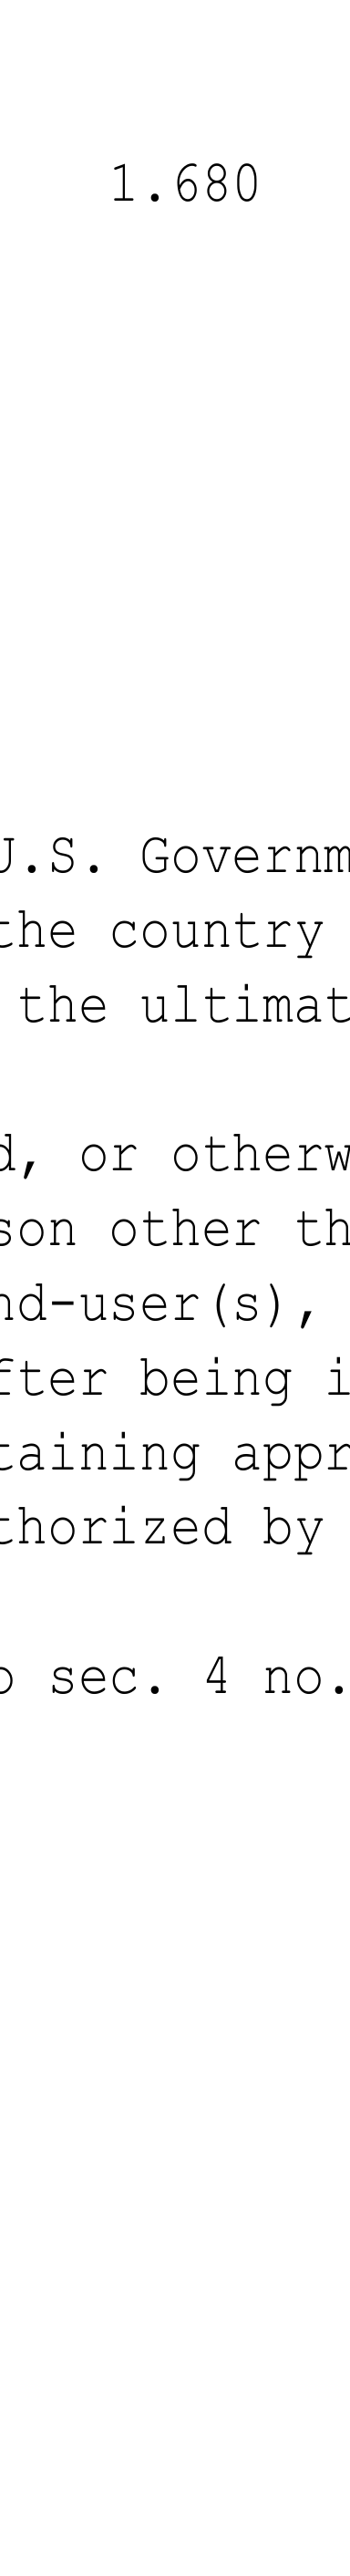 1.680
U.S. Governm
the country
the ultimat
d, or otherw
son other th
nd-user(s),
fter being i
taining appr
thorized by
o sec. 4 no.